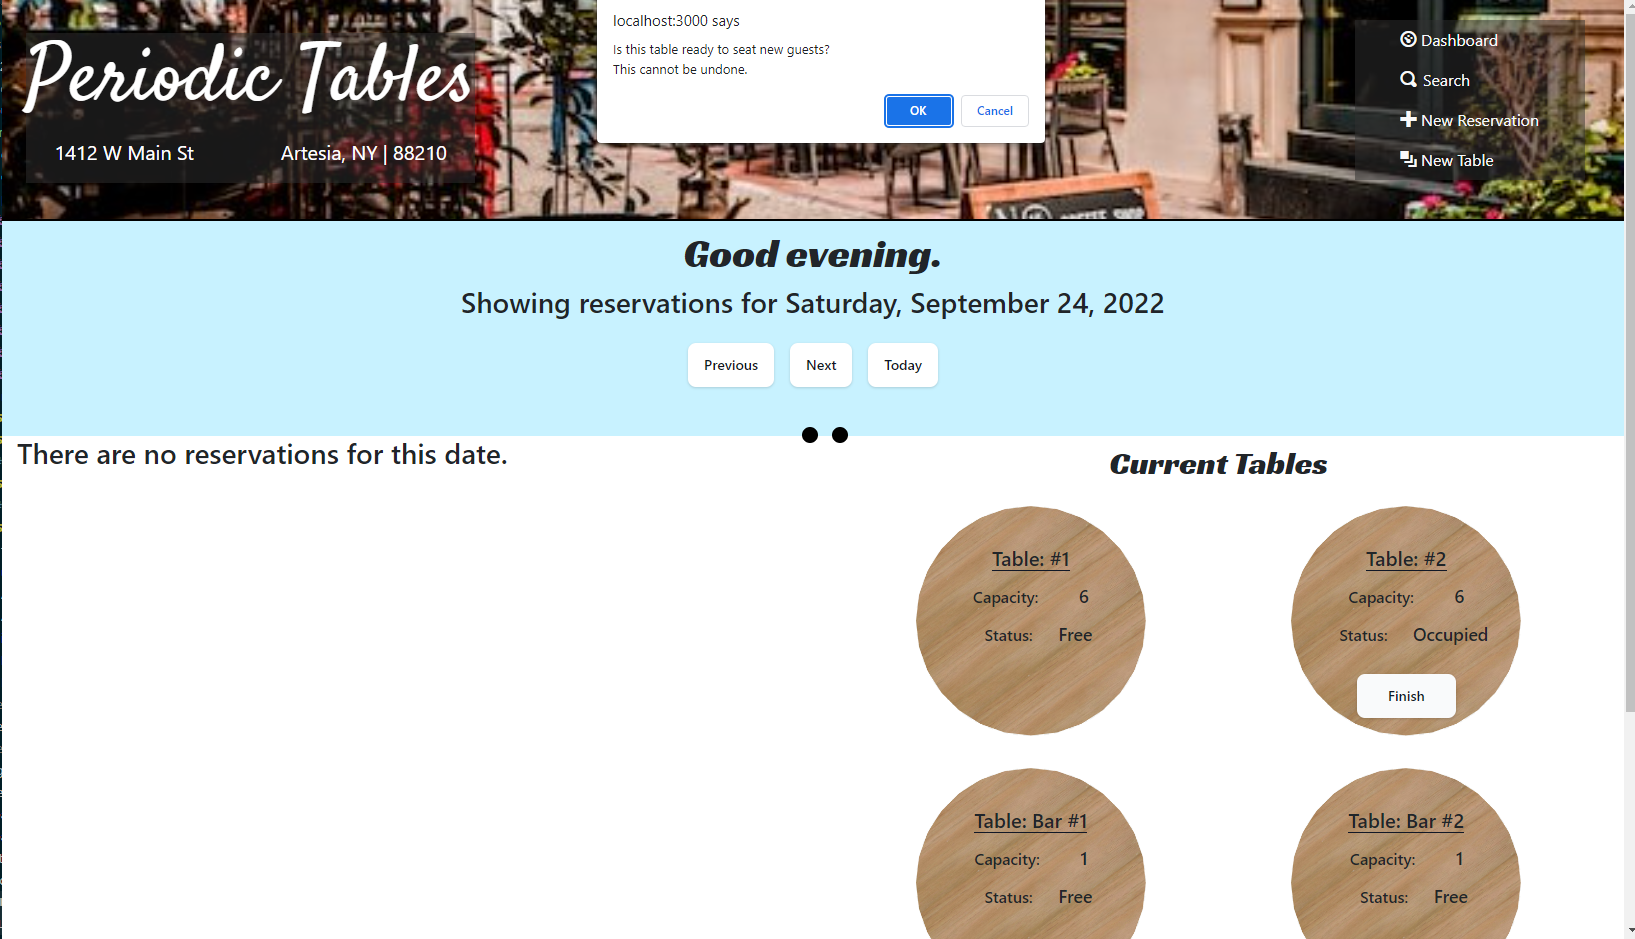 localhost:3000 says
Is this table ready to seat new guests?
This cannot be undone.
OK Cancel
Periodic Tables
1412 W Main St Artesia, NY | 88210
Dashboard
Search
New Reservation
New Table
COFFEE SHOP
Good evening.
Showing reservations for Saturday, September 24, 2022
Previous Next Today
There are no reservations for this date.
Current Tables
Table: #1
Capacity: 6
Status: Free
Table: #2
Capacity: 6
Status: Occupied
Finish
Table: Bar #1
Capacity: 1
Status: Free
Table: Bar #2
Capacity: 1
Status: Free